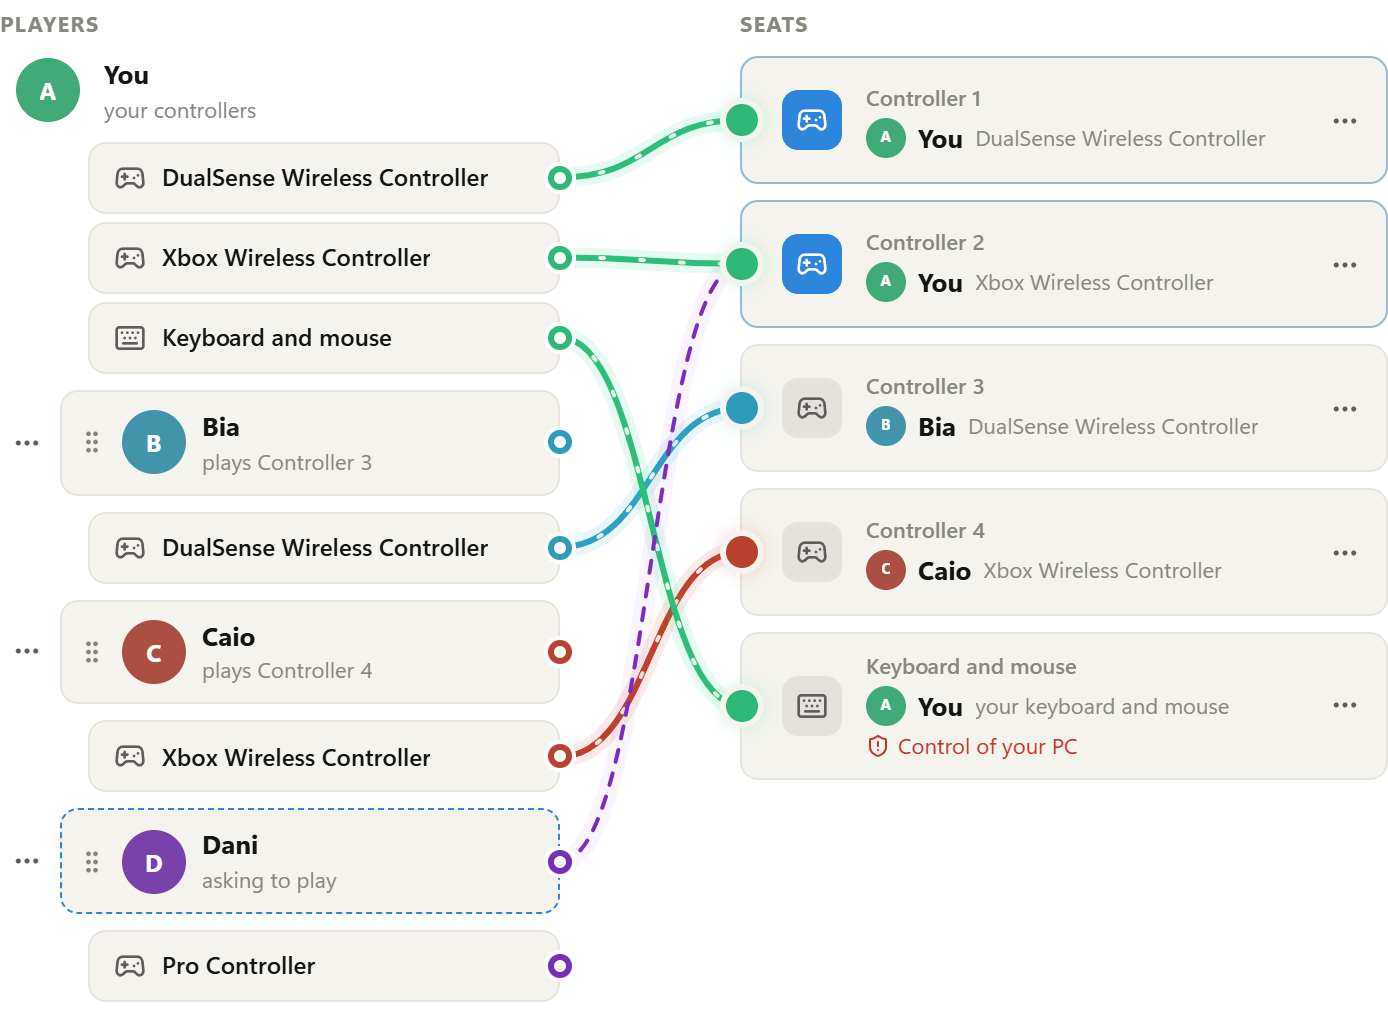 PLAYERS
A
You
your controllers
DualSense Wireless Controller
Xbox Wireless Controller
Keyboard and mouse
B
Bia
plays Controller 3
DualSense Wireless Controller
C
Caio
plays Controller 4
Xbox Wireless Controller
D
Dani
asking to play
Pro Controller
SEATS
Controller 1
A You DualSense Wireless Controller
Controller 2
A You Xbox Wireless Controller
Controller 3
B Bia DualSense Wireless Controller
Controller 4
C Caio Xbox Wireless Controller
Keyboard and mouse
A You your keyboard and mouse
Control of your PC